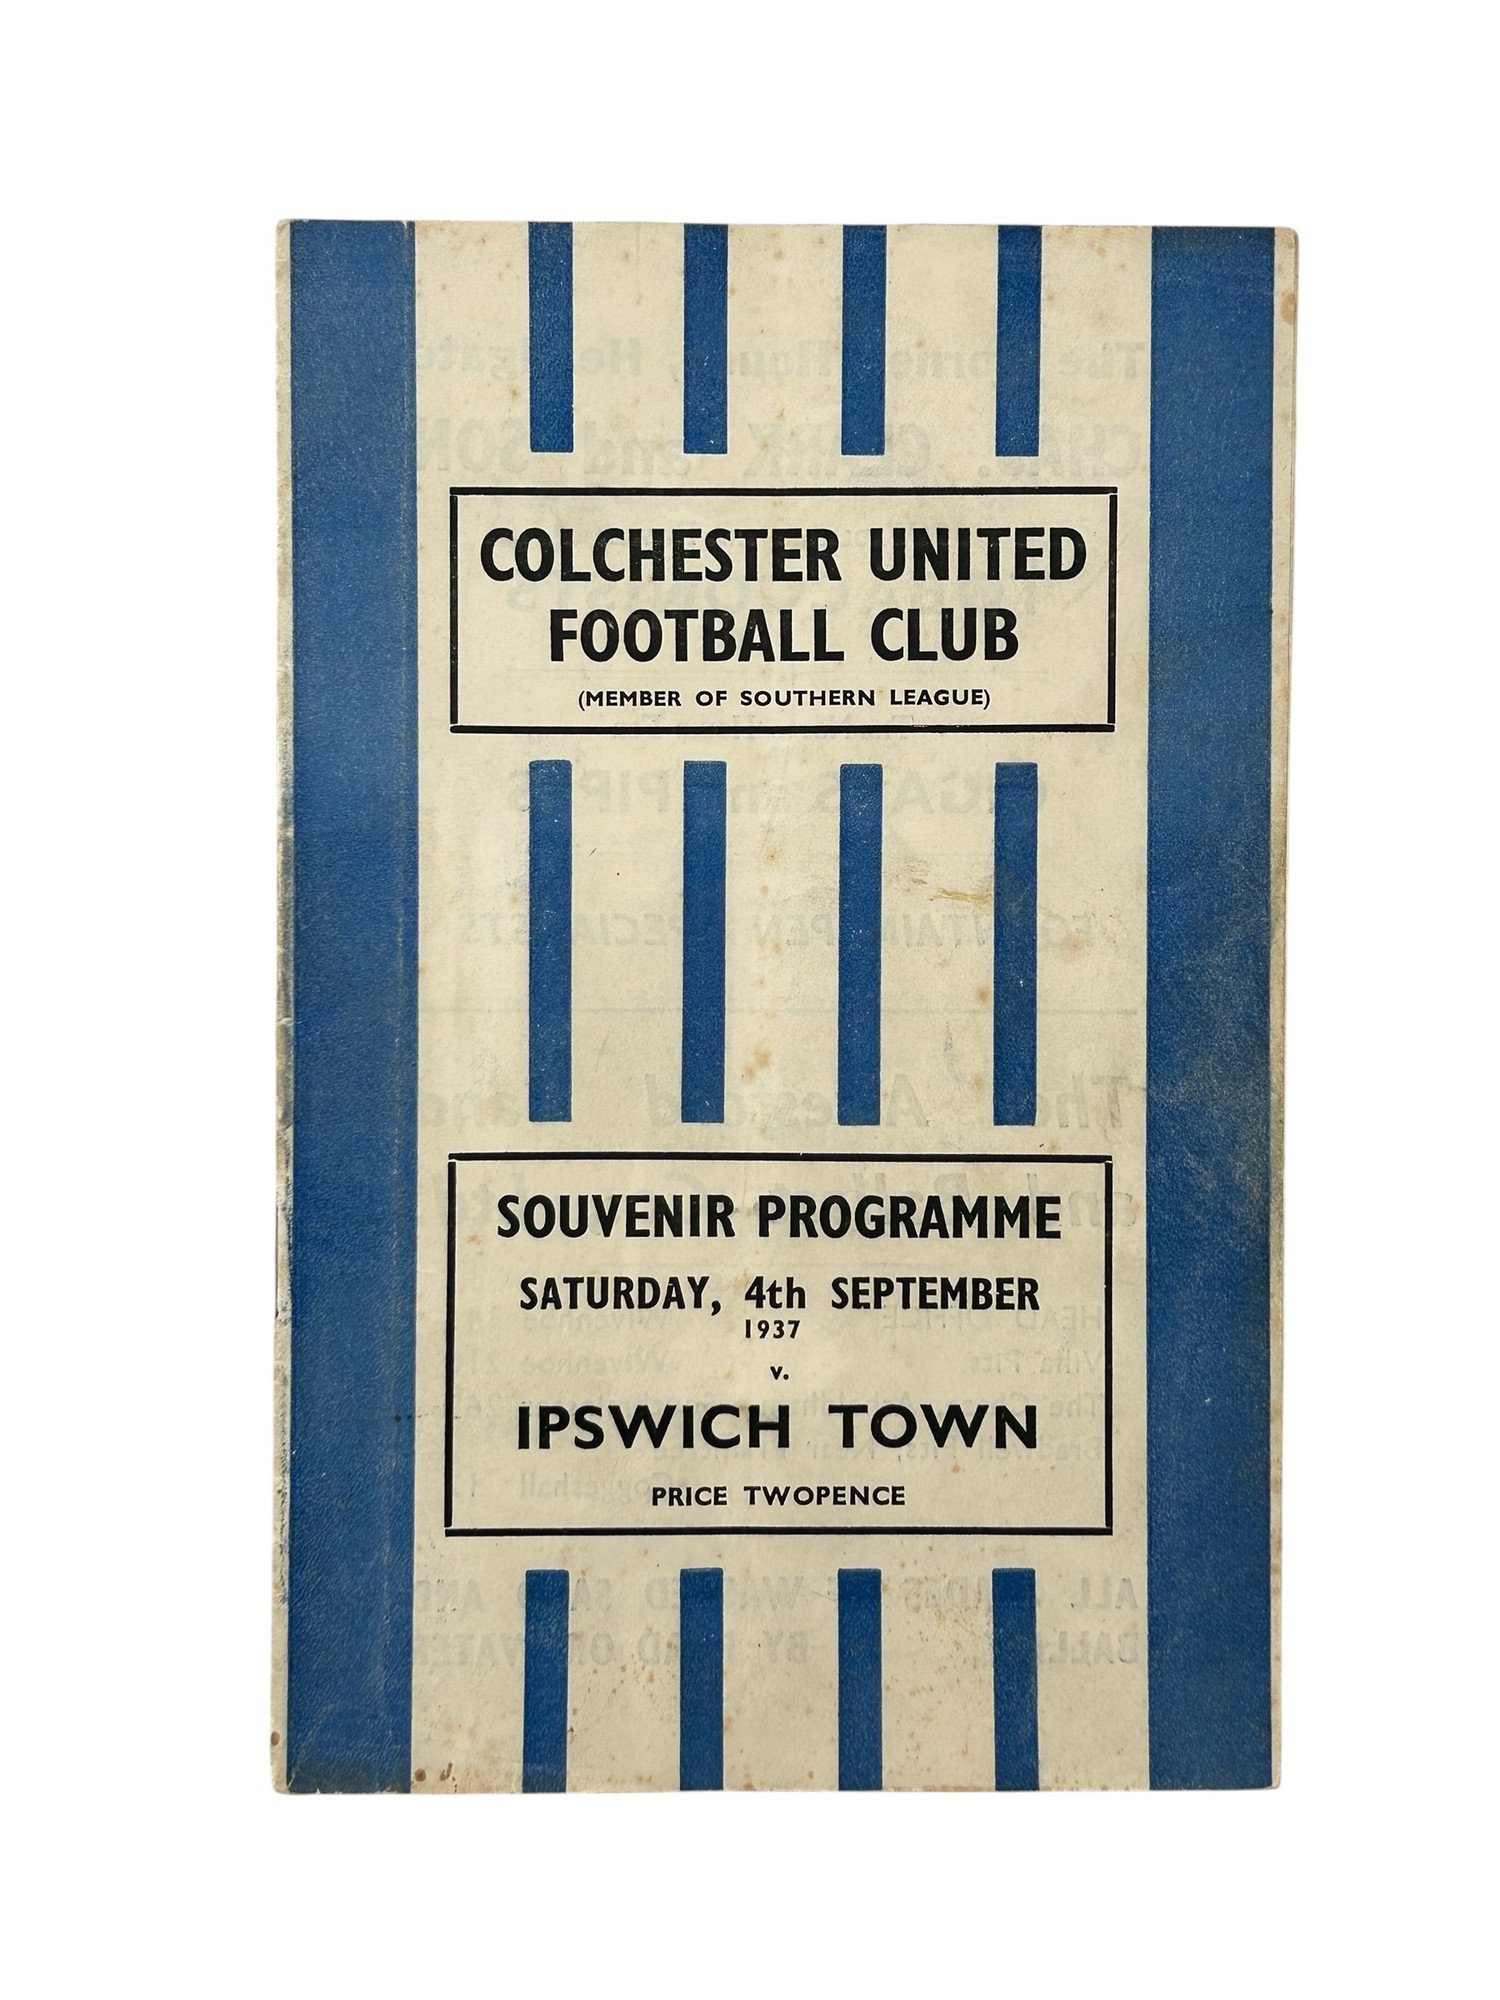 COLCHESTER UNITED
FOOTBALL CLUB
(MEMBER OF SOUTHERN LEAGUE)
SOUVENIR PROGRAMME
SATURDAY, 4th SEPTEMBER
1937
v.
IPSWICH TOWN
PRICE TWOPENCE